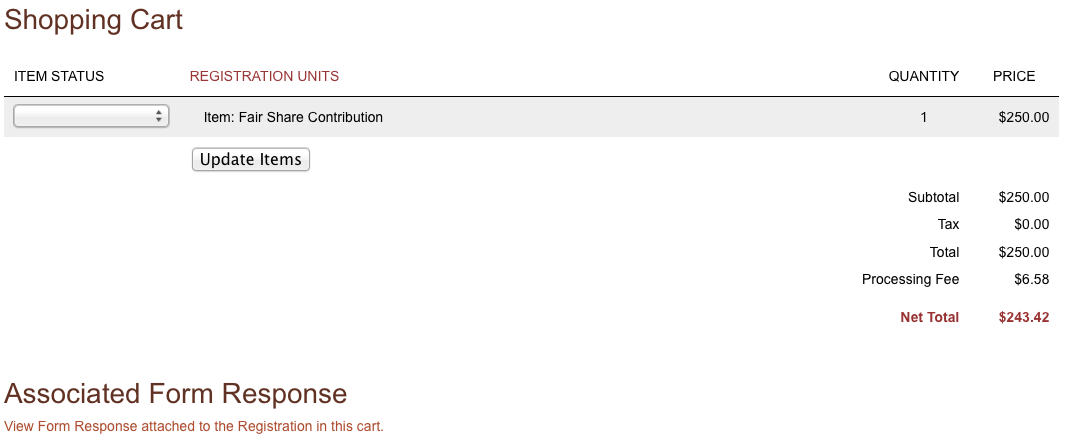 Shopping Cart
ITEM STATUS REGISTRATION UNITS QUANTITY PRICE
Item: Fair Share Contribution 1 $250.00
Update Items
Subtotal $250.00
Tax $0.00
Total $250.00
Processing Fee $6.58
Net Total $243.42
Associated Form Response
View Form Response attached to the Registration in this cart.